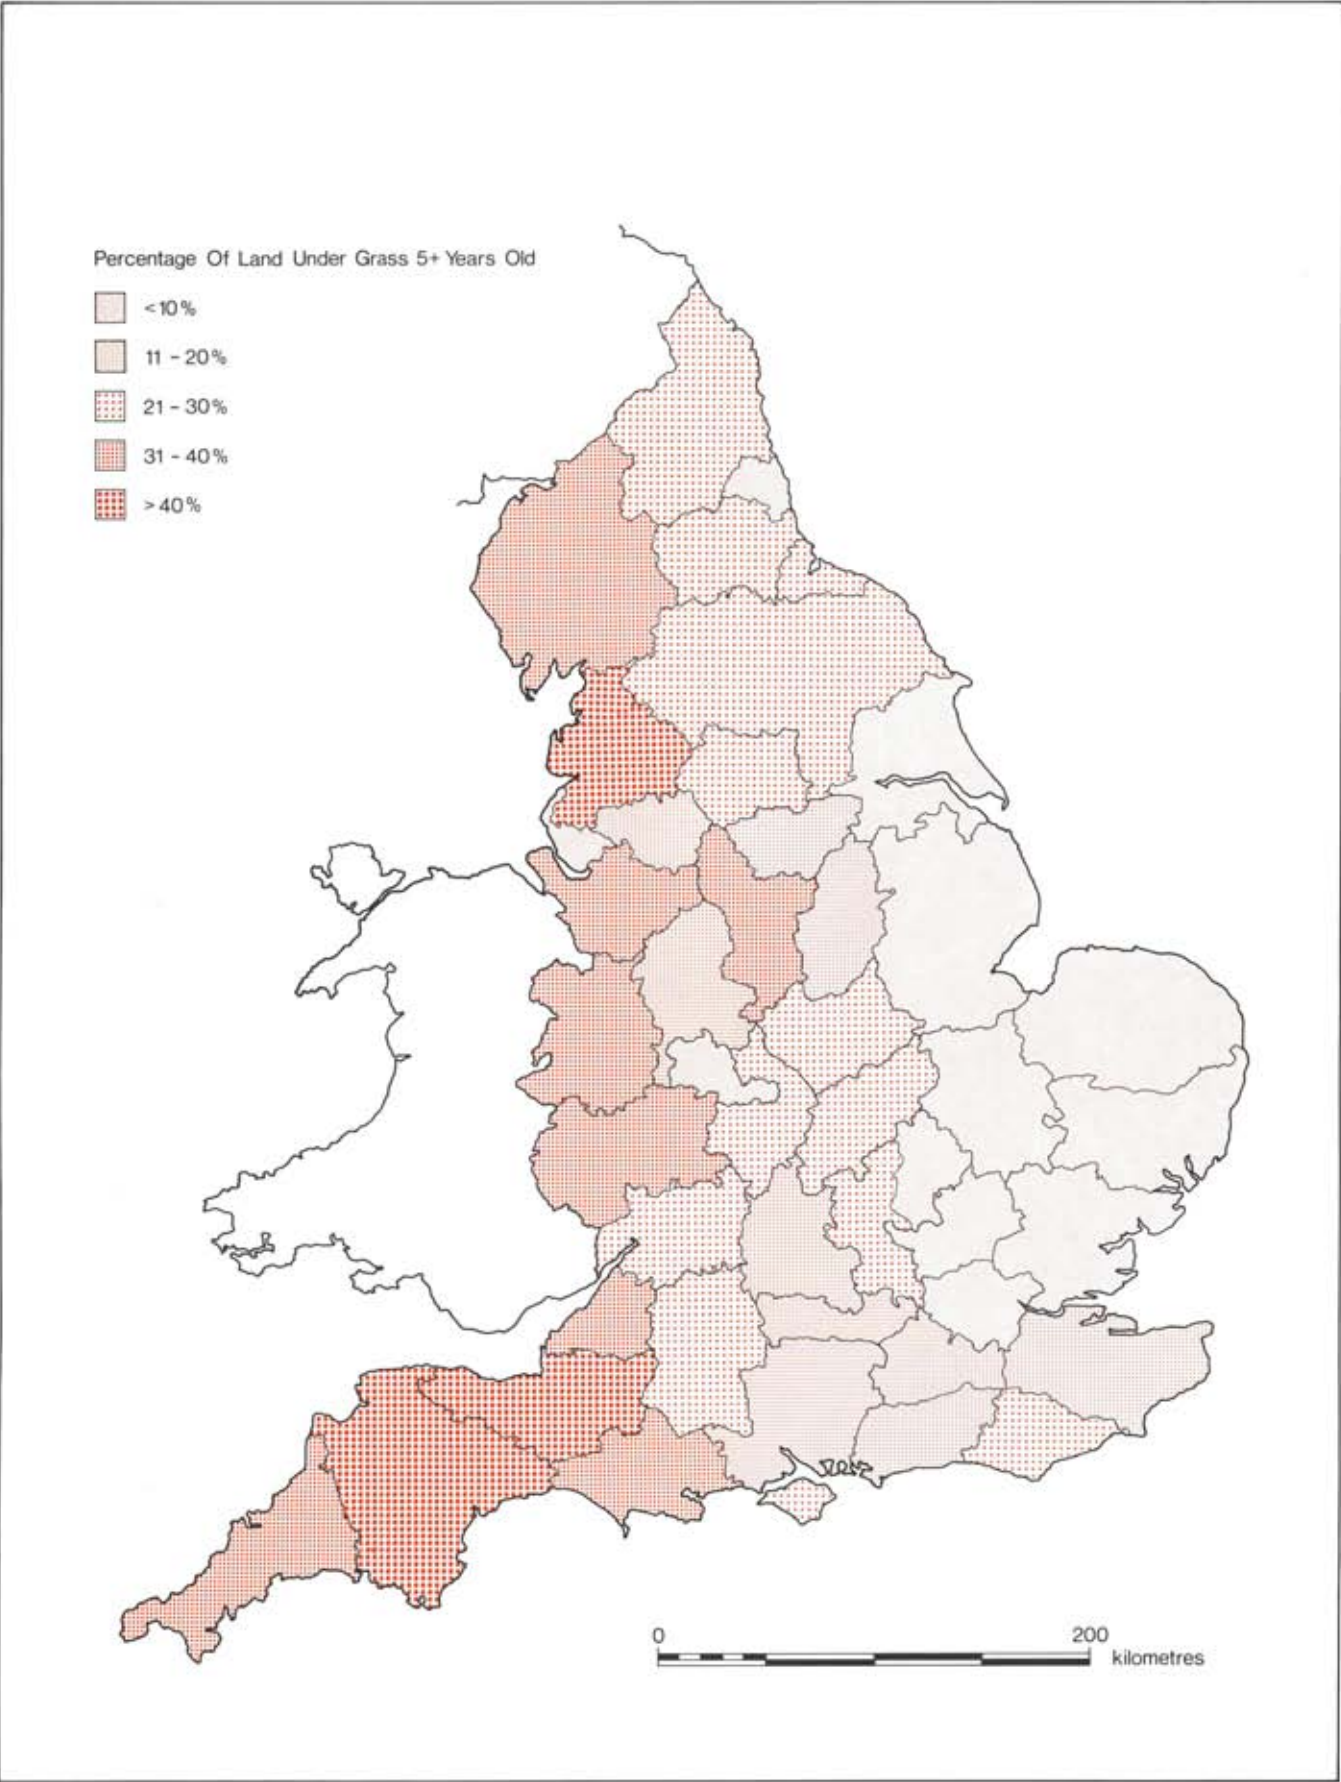 Percentage Of Land Under Grass 5+ Years Old
<10%
11 - 20%
21 - 30%
31 - 40%
>40%
0 200
kilometres